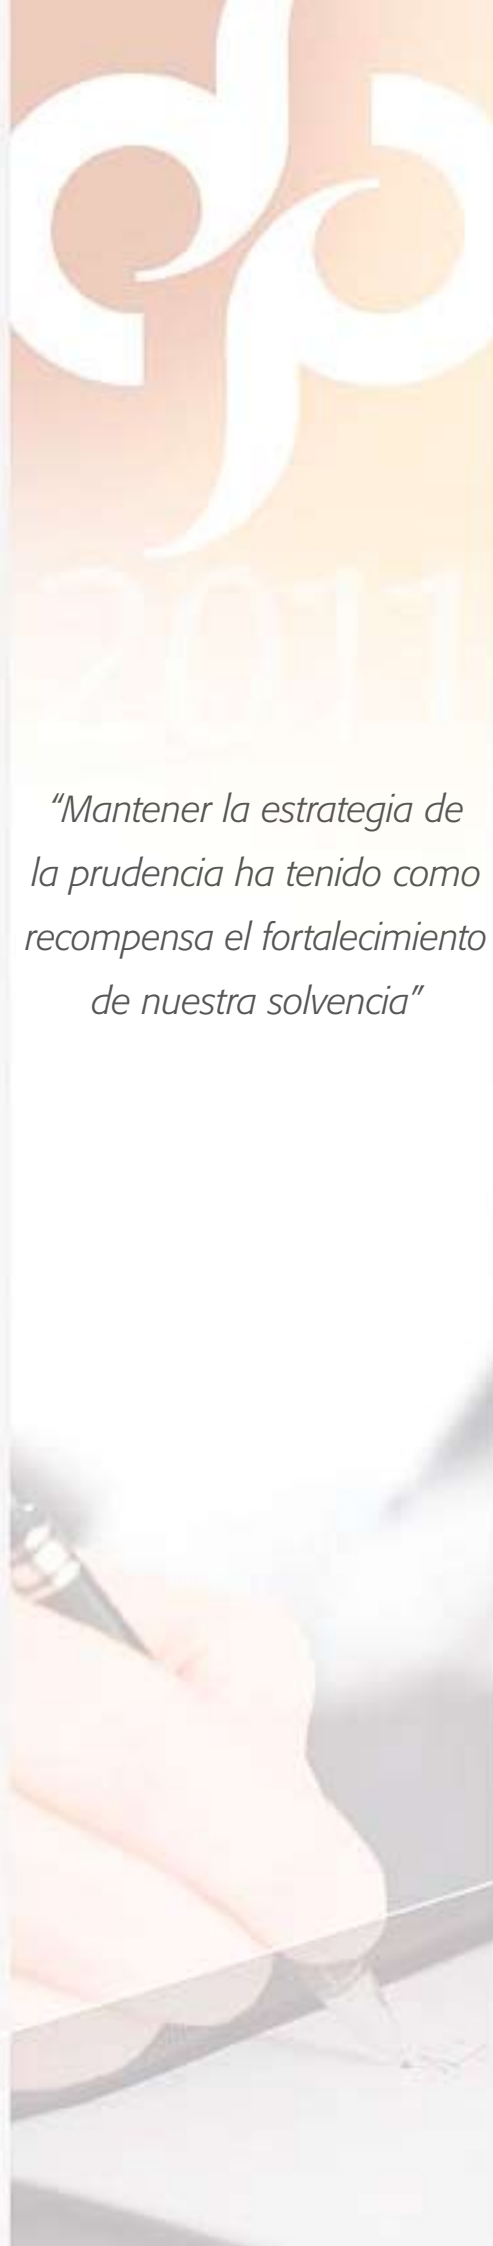 2011
“Mantener la estrategia de
la prudencia ha tenido como
recompensa el fortalecimiento
de nuestra solvencia”